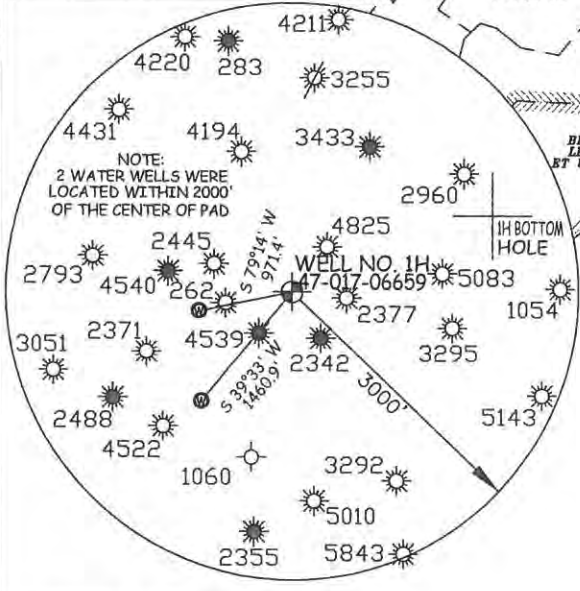 4211
4220
283
3255
4431
4194
3433
NOTE:
2 WATER WELLS WERE
LOCATED WITHIN 2000'
OF THE CENTER OF PAD
2960
1H BOTTOM
HOLE
4825
2445
S 79°14' W
971.4'
WELL NO. 1H
47-017-06659
2793
4540
262
5083
2377
1054
W
2371
4539
2342
3295
3051
S 39°33' W
1460.9'
3000'
W
2488
5143
4522
1060
3292
5010
2355
5843
ET